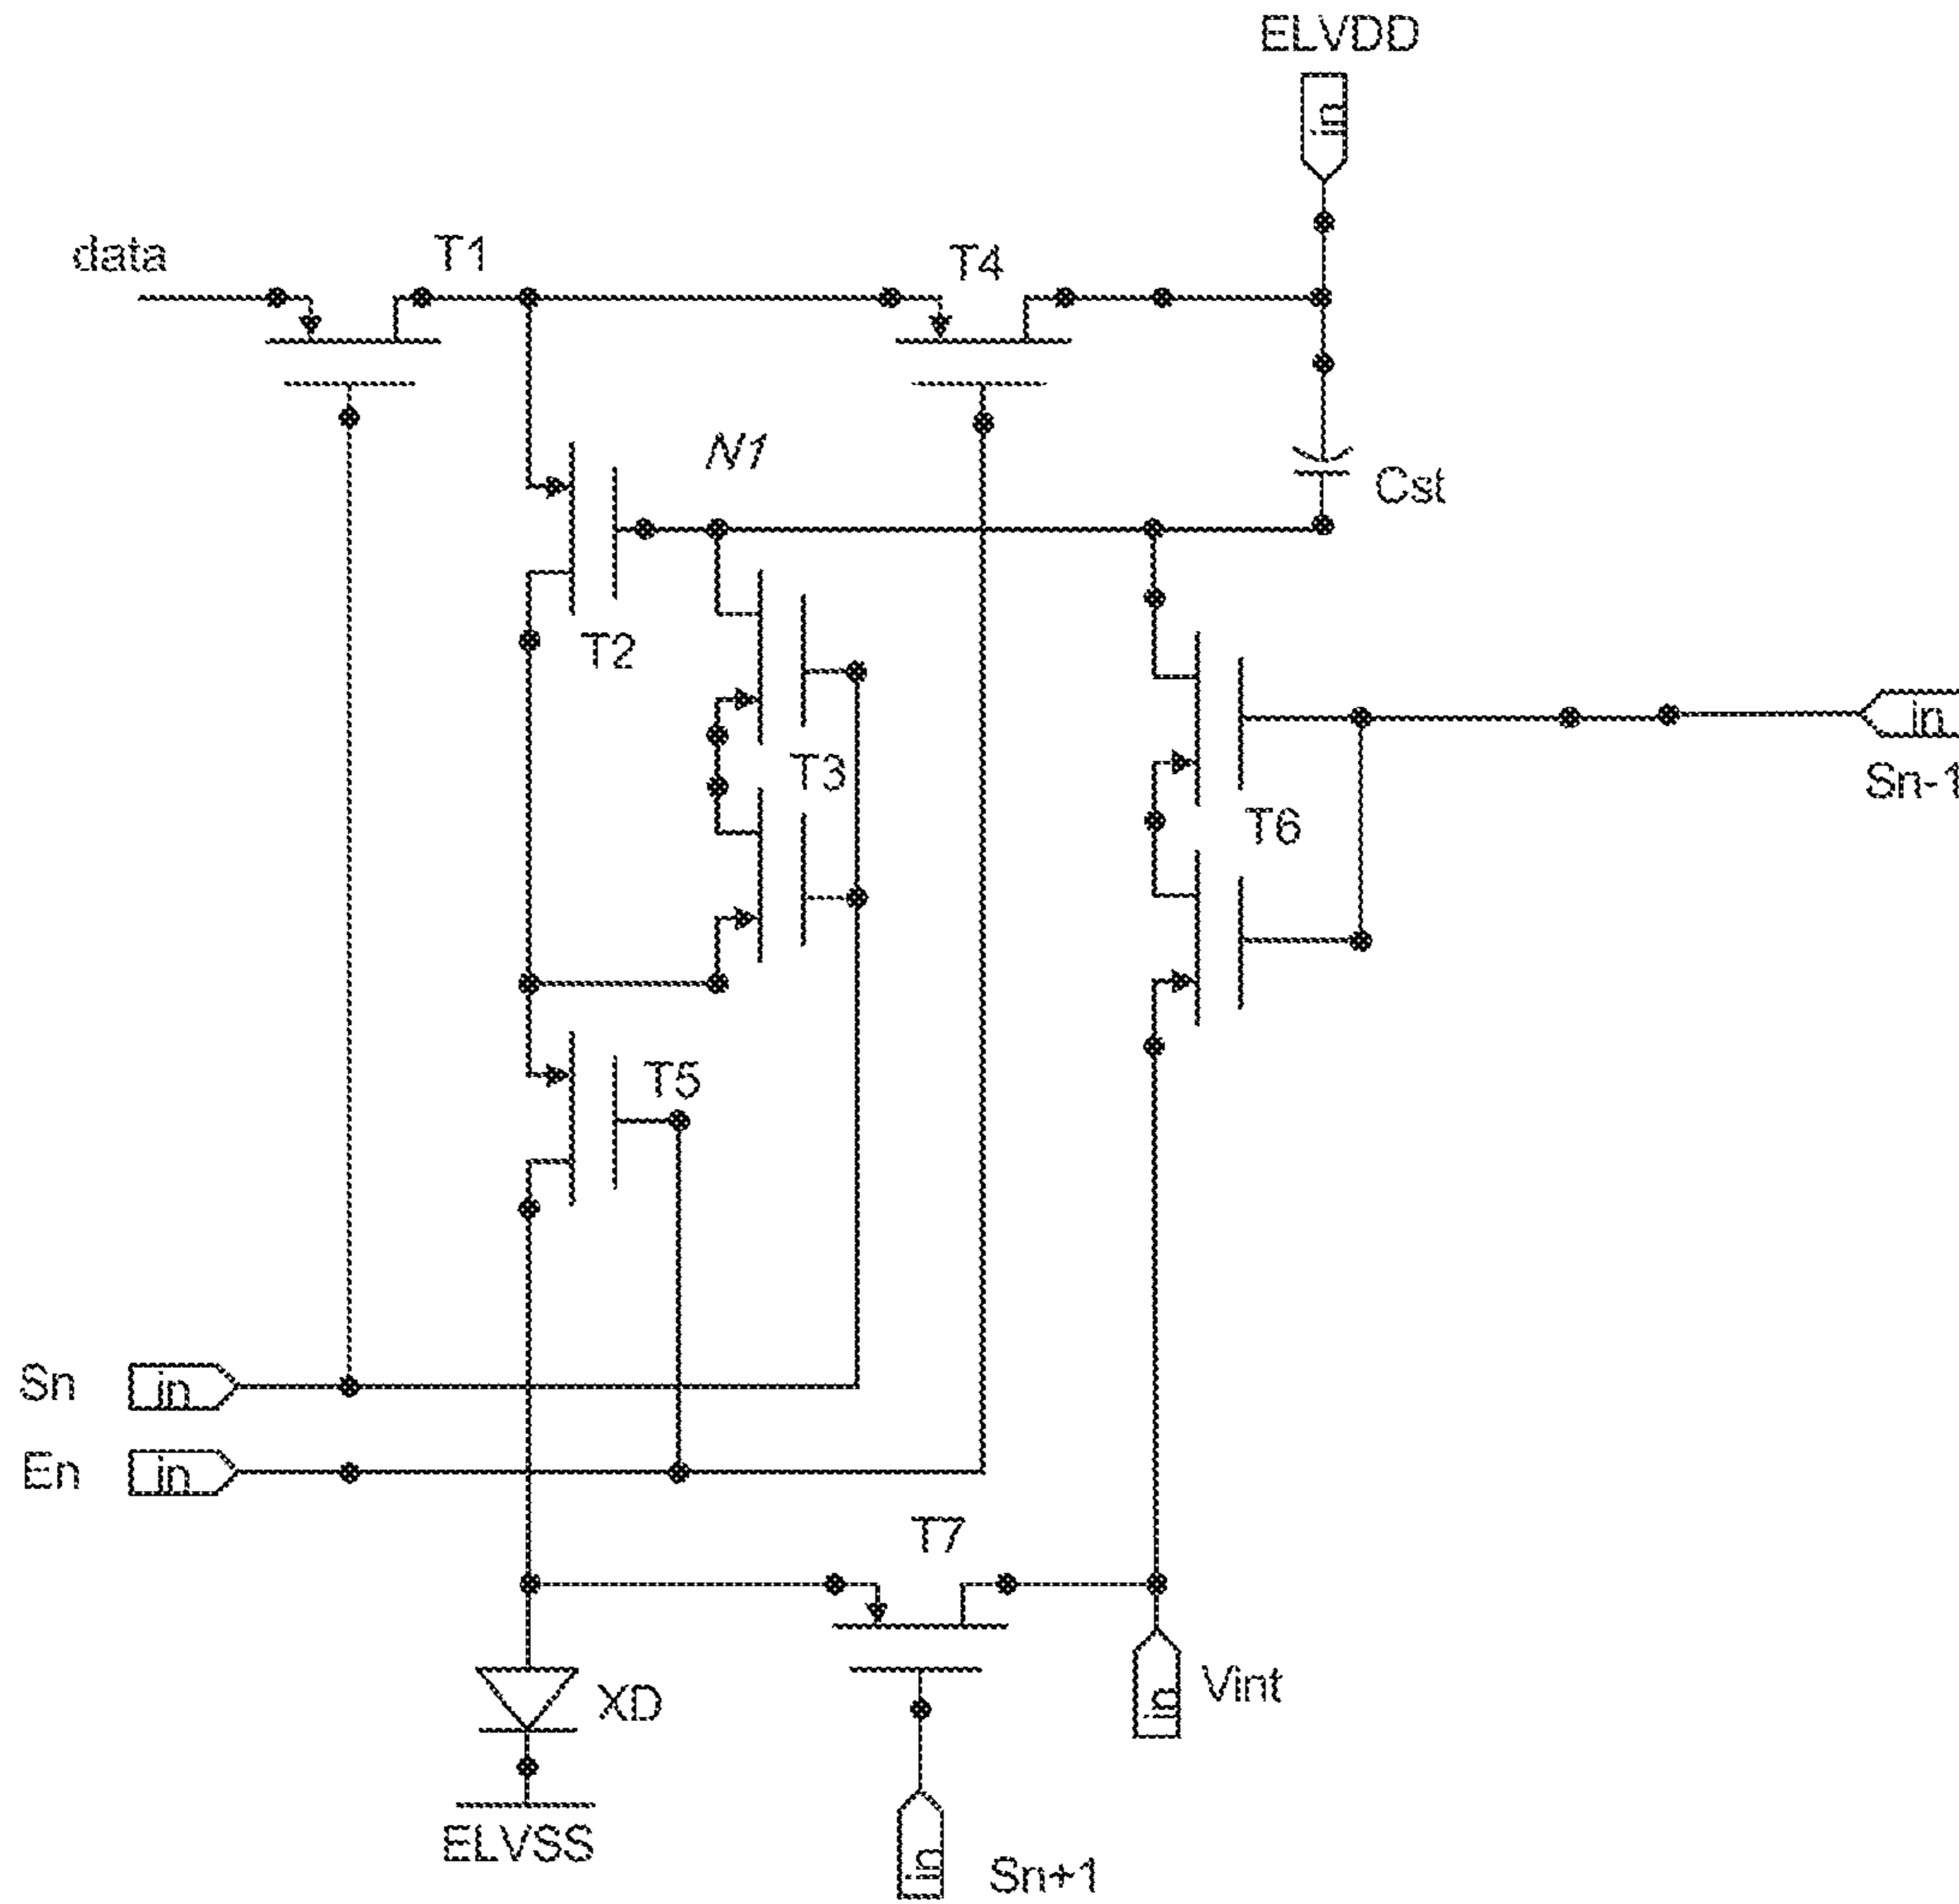 ELVDD
in
data
T1
T4
N1
Cst
T2
T3
in
Sn-1
T6
T5
Sn
in
En
in
T7
XD
in
Vint
ELVSS
in
Sn+1